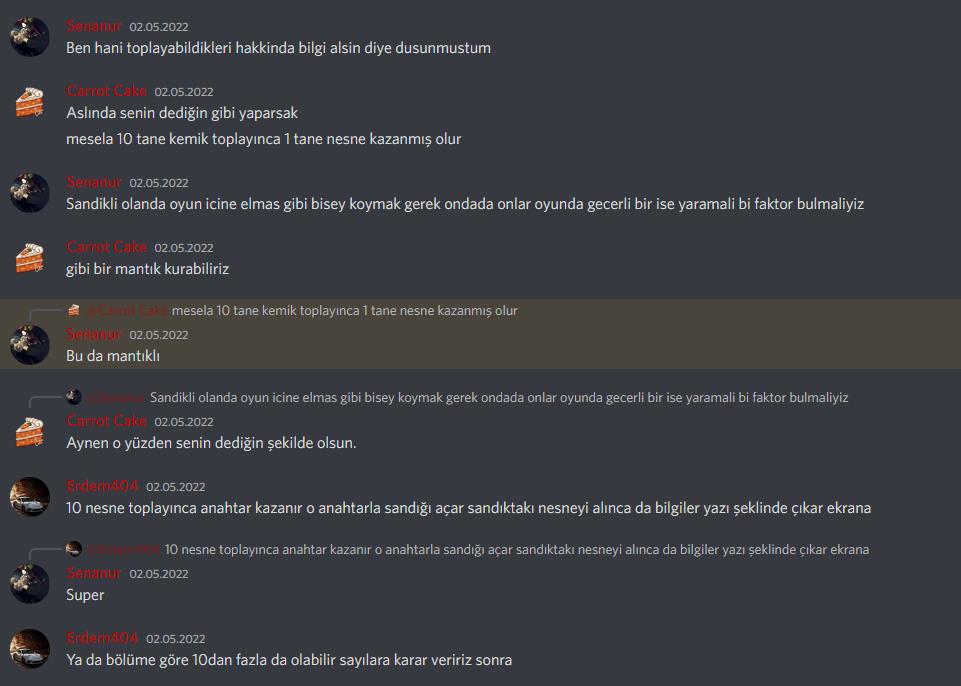 Senanur 02.05.2022
Ben hani toplayabildikleri hakkinda bilgi alsin diye dusunmustum
Carrot Cake 02.05.2022
Aslında senin dediğin gibi yaparsak
mesela 10 tane kemik toplayınca 1 tane nesne kazanmış olur
Senanur 02.05.2022
Sandikli olanda oyun icine elmas gibi bisey koymak gerek ondada onlar oyunda gecerli bir ise yaramali bi faktor bulmaliyiz
Carrot Cake 02.05.2022
gibi bir mantık kurabiliriz
@Carrot Cake mesela 10 tane kemik toplayınca 1 tane nesne kazanmış olur
Senanur 02.05.2022
Bu da mantıklı
@Senanur Sandikli olanda oyun icine elmas gibi bisey koymak gerek ondada onlar oyunda gecerli bir ise yaramali bi faktor bulmaliyiz
Carrot Cake 02.05.2022
Aynen o yüzden senin dediğin şekilde olsun.
Erdem404 02.05.2022
10 nesne toplayınca anahtar kazanır o anahtarla sandığı açar sandıktakı nesneyi alınca da bilgiler yazı şeklinde çıkar ekrana
@Erdem404 10 nesne toplayınca anahtar kazanır o anahtarla sandığı açar sandıktakı nesneyi alınca da bilgiler yazı şeklinde çıkar ekrana
Senanur 02.05.2022
Super
Erdem404 02.05.2022
Ya da bölüme göre 10dan fazla da olabilir sayılara karar veririz sonra